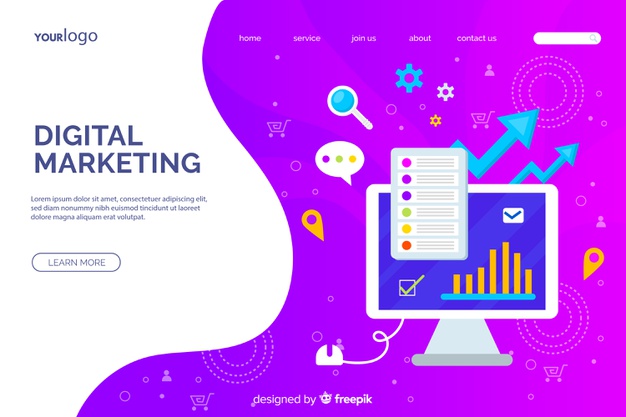 YOURlogo
home
service
join us
about
contact us
DIGITAL
MARKETING
Lorem ipsum dolor sit amet, consectetuer adipiscing elit,
sed diam nonummy nibh euismod tincidunt ut laoreet
dolore magna aliquam erat volutpat.
LEARN MORE
designed by freepik